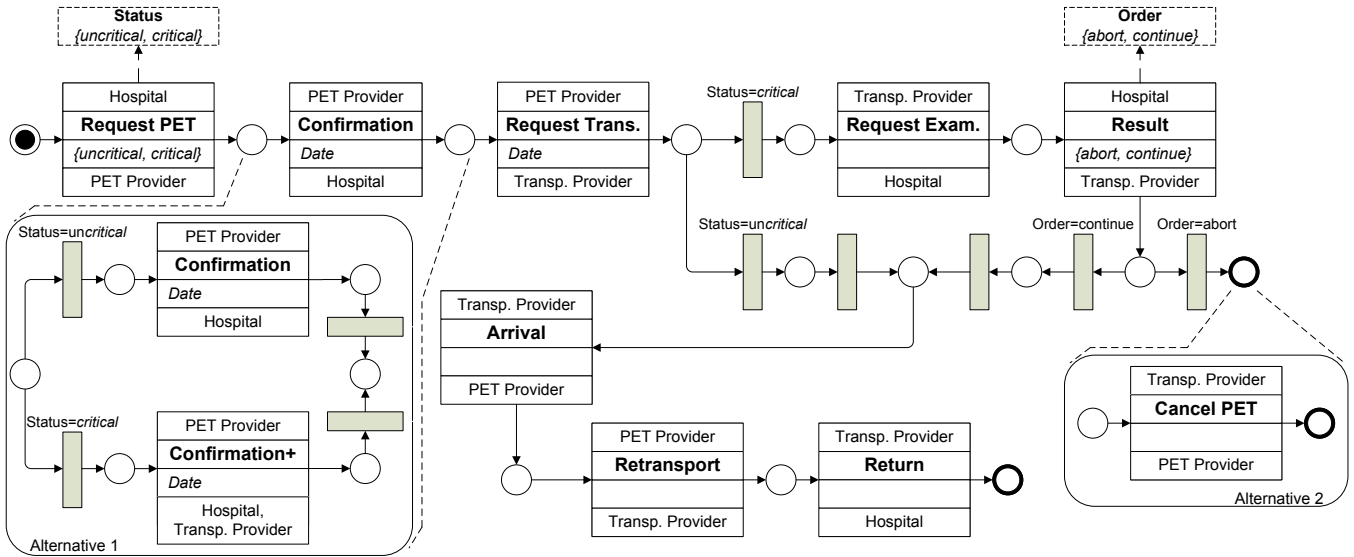 Status
{uncritical, critical}
Order
{abort, continue}
Hospital
Request PET
{uncritical, critical}
PET Provider
PET Provider
Confirmation
Date
Hospital
PET Provider
Request Trans.
Date
Transp. Provider
Status=critical
Transp. Provider
Request Exam.
Hospital
Hospital
Result
{abort, continue}
Transp. Provider
Status=uncritical
Order=continue
Order=abort
Status=uncritical
PET Provider
Confirmation
Date
Hospital
Status=critical
PET Provider
Confirmation+
Date
Hospital,
Transp. Provider
Alternative 1
Transp. Provider
Arrival
PET Provider
PET Provider
Retransport
Transp. Provider
Transp. Provider
Return
Hospital
Transp. Provider
Cancel PET
PET Provider
Alternative 2